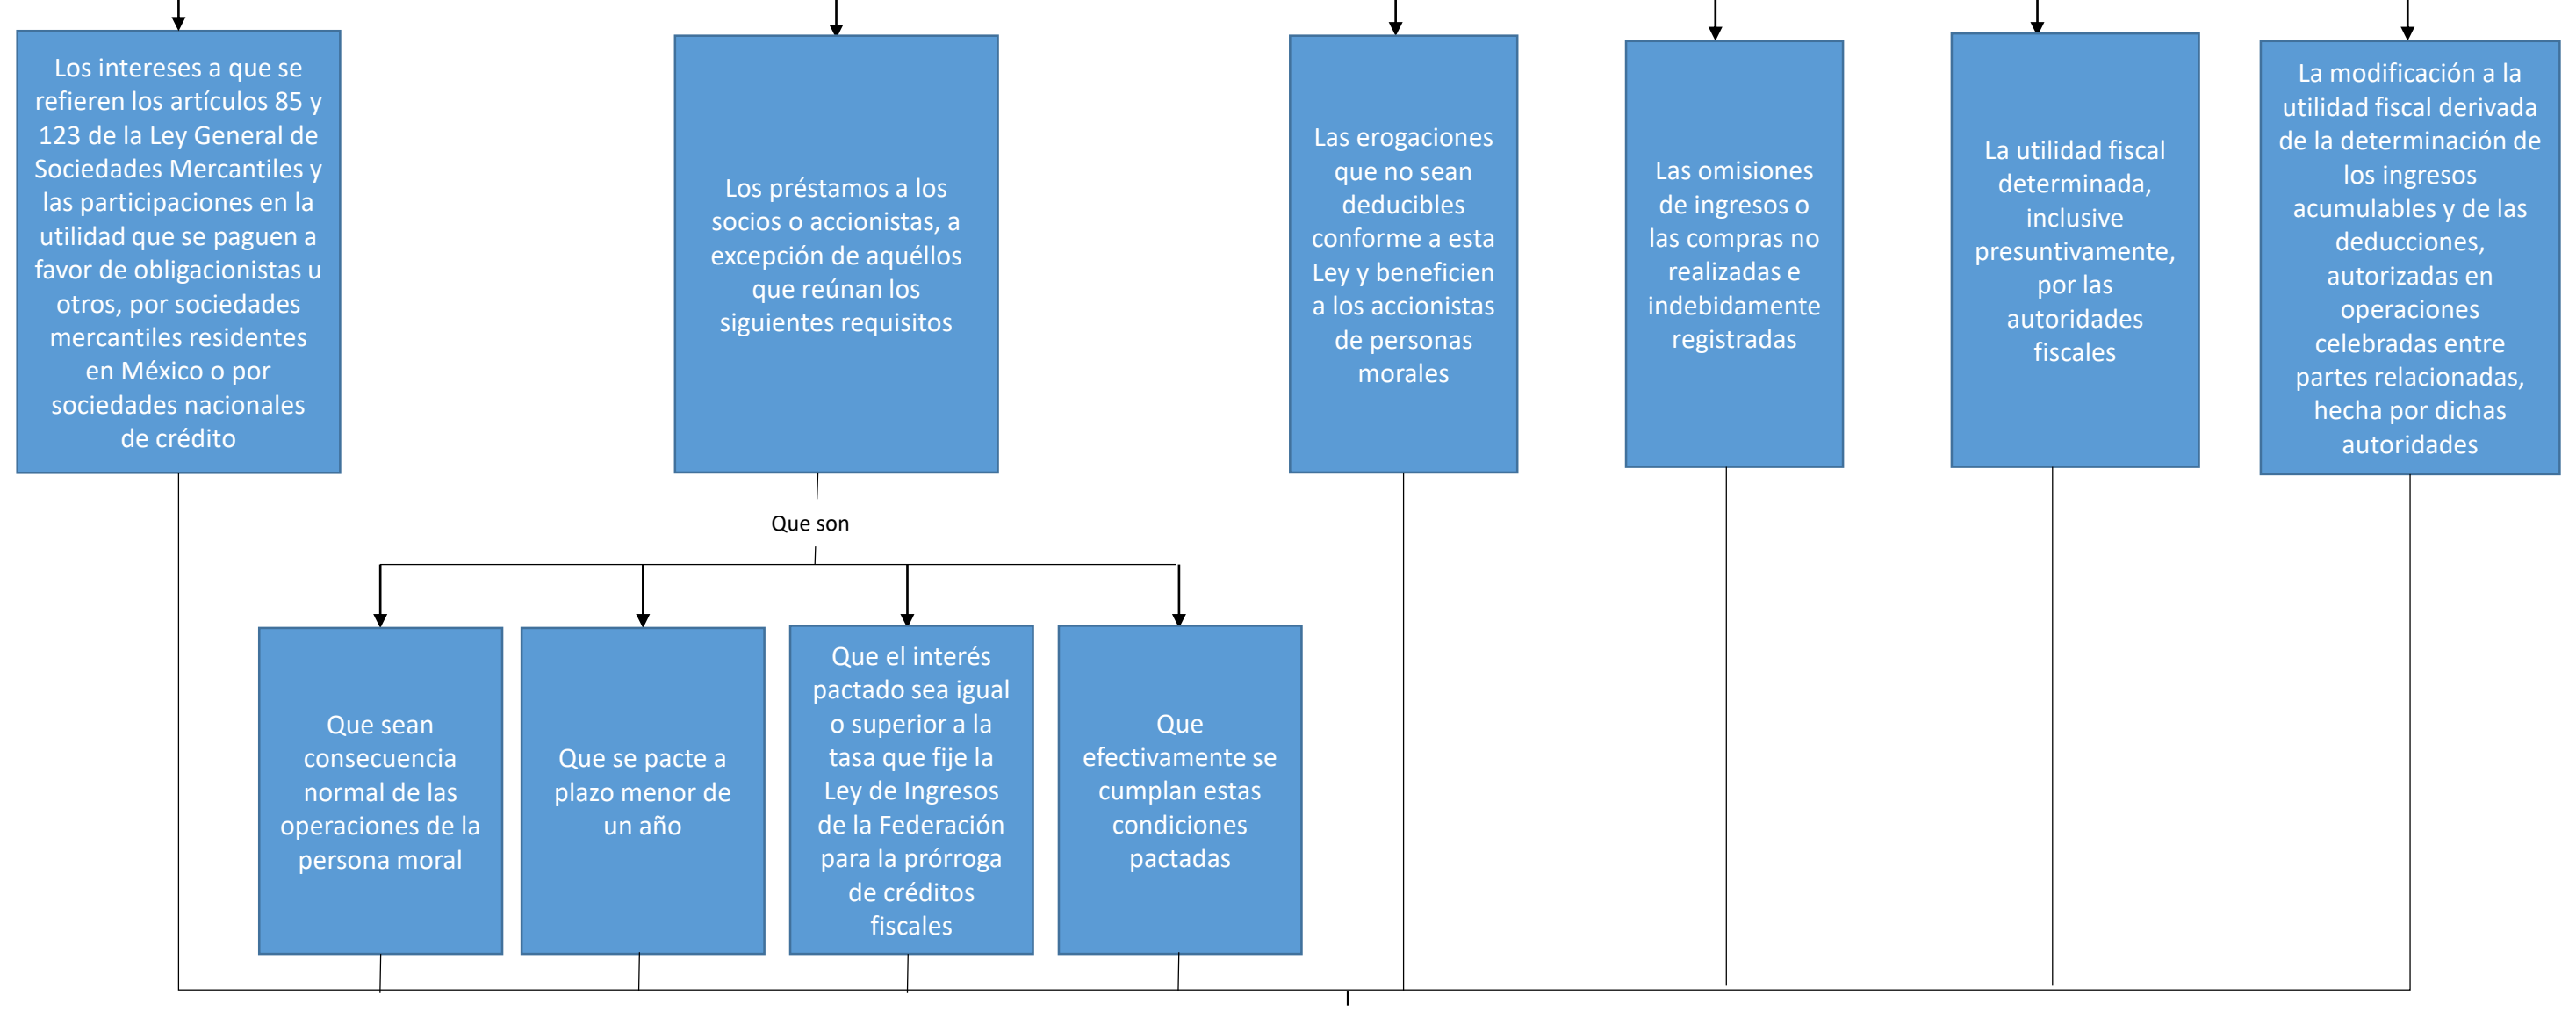 Los intereses a que se
refieren los artículos 85 y
123 de la Ley General de
Sociedades Mercantiles y
las participaciones en la
utilidad que se paguen a
favor de obligacionistas u
otros, por sociedades
mercantiles residentes
en México o por
sociedades nacionales
de crédito
Los préstamos a los
socios o accionistas, a
excepción de aquéllos
que reúnan los
siguientes requisitos
Las erogaciones
que no sean
deducibles
conforme a esta
Ley y beneficien
a los accionistas
de personas
morales
Las omisiones
de ingresos o
las compras no
realizadas e
indebidamente
registradas
La utilidad fiscal
determinada,
inclusive
presuntivamente,
por las
autoridades
fiscales
La modificación a la
utilidad fiscal derivada
de la determinación de
los ingresos
acumulables y de las
deducciones,
autorizadas en
operaciones
celebradas entre
partes relacionadas,
hecha por dichas
autoridades
Que son
Que sean
consecuencia
normal de las
operaciones de la
persona moral
Que se pacte a
plazo menor de
un año
Que el interés
pactado sea igual
o superior a la
tasa que fije la
Ley de Ingresos
de la Federación
para la prórroga
de créditos
fiscales
Que
efectivamente se
cumplan estas
condiciones
pactadas